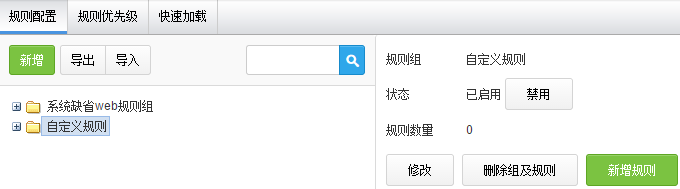 规则配置 规则优先级 快速加载
新增 导出 导入
系统缺省web规则组
自定义规则
规则组 自定义规则
状态 已启用 禁用
规则数量 0
修改 删除组及规则 新增规则